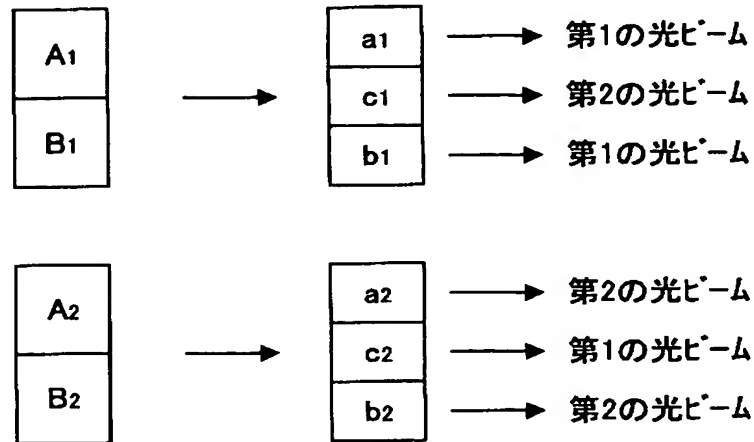 A1
B1
a1 第1の光ビーム
c1 第2の光ビーム
b1 第1の光ビーム
A2
B2
a2 第2の光ビーム
c2 第1の光ビーム
b2 第2の光ビーム